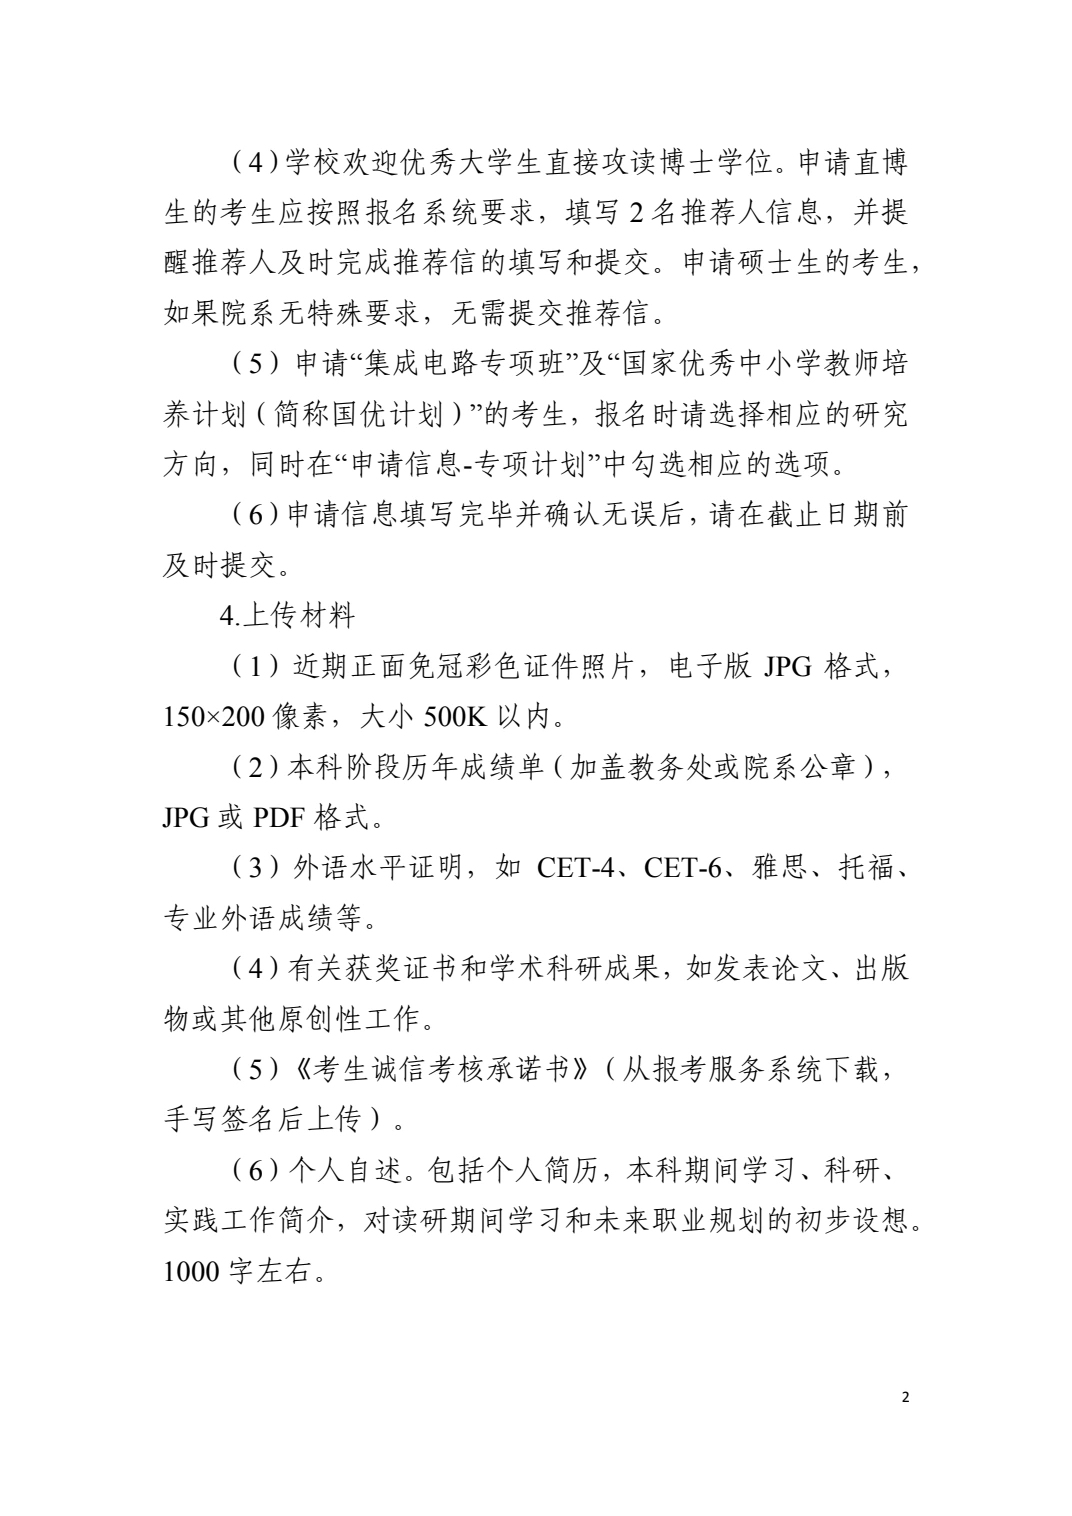 （4）学校欢迎优秀大学生直接攻读博士学位。申请直博
生的考生应按照报名系统要求，填写 2 名推荐人信息，并提
醒推荐人及时完成推荐信的填写和提交。申请硕士生的考生，
如果院系无特殊要求，无需提交推荐信。
（5）申请“集成电路专项班”及“国家优秀中小学教师培
养计划（简称国优计划）”的考生，报名时请选择相应的研究
方向，同时在“申请信息-专项计划”中勾选相应的选项。
（6）申请信息填写完毕并确认无误后，请在截止日期前
及时提交。
4.上传材料
（1）近期正面免冠彩色证件照片，电子版 JPG 格式，
150×200 像素，大小 500K 以内。
（2）本科阶段历年成绩单（加盖教务处或院系公章），
JPG 或 PDF 格式。
（3）外语水平证明，如 CET-4、CET-6、雅思、托福、
专业外语成绩等。
（4）有关获奖证书和学术科研成果，如发表论文、出版
物或其他原创性工作。
（5）《考生诚信考核承诺书》（从报考服务系统下载，
手写签名后上传）。
（6）个人自述。包括个人简历，本科期间学习、科研、
实践工作简介，对读研期间学习和未来职业规划的初步设想。
1000 字左右。
2